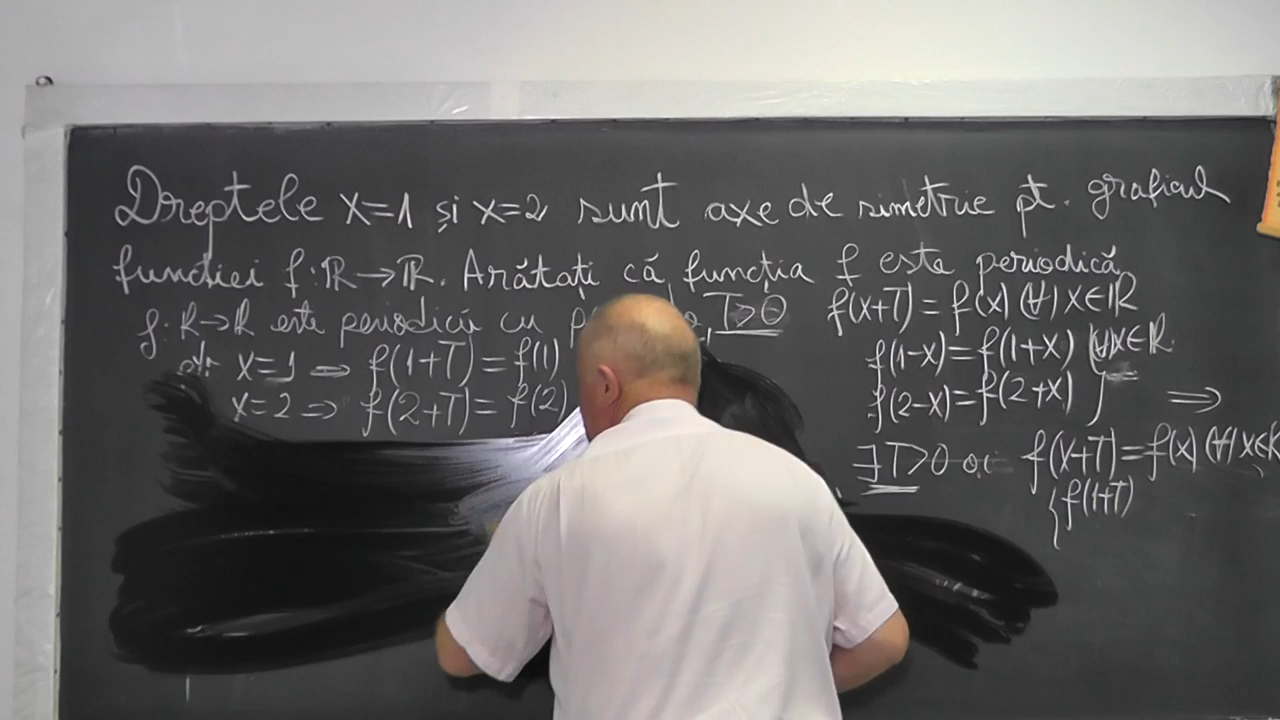 Dreptele x=1 și x=2 sunt axe de simetrie pt. graficul
funcției f:ℝ→ℝ. Arătați că funcția f este periodică
f:ℝ→ℝ este periodică cu T>0 f(x+T)=f(x) (∀) x∈ℝ
x=1 ⇒ f(1+T)=f(1)
x=2 ⇒ f(2+T)=f(2)
f(1-x)=f(1+x) (∀)x∈ℝ
f(2-x)=f(2+x) ⇒
∃T>0 a.i f(x+T)=f(x) (∀) x∈ℝ
f(1+T)